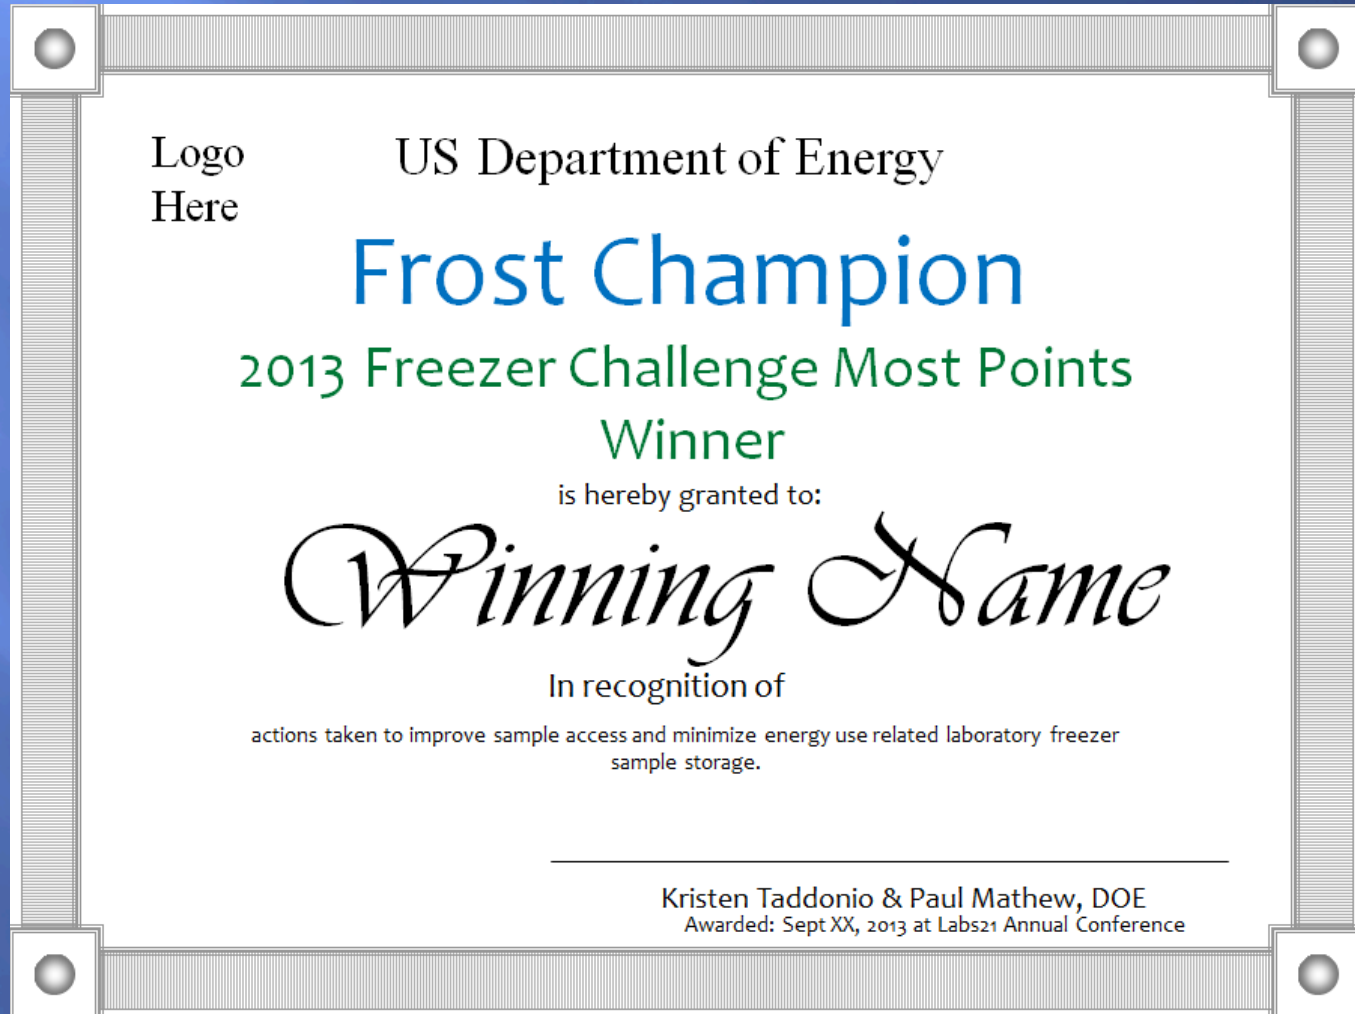 Logo
Here
US Department of Energy
Frost Champion
2013 Freezer Challenge Most Points
Winner
is hereby granted to:
Winning Name
In recognition of
actions taken to improve sample access and minimize energy use related laboratory freezer
sample storage.
Kristen Taddonio & Paul Mathew, DOE
Awarded: Sept XX, 2013 at Labs21 Annual Conference